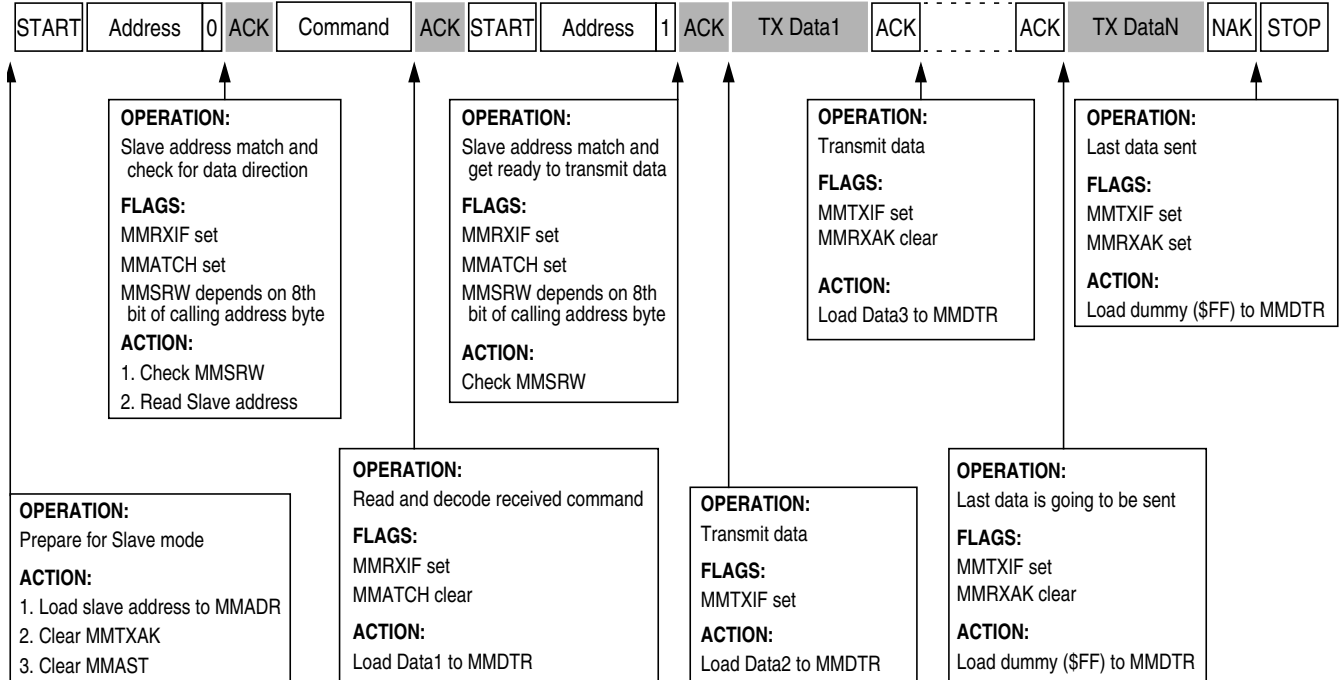 START Address 0 ACK Command ACK START Address 1 ACK TX Data1 ACK ACK TX DataN NAK STOP
OPERATION:
Slave address match and
check for data direction
FLAGS:
MMRXIF set
MMATCH set
MMSRW depends on 8th
bit of calling address byte
ACTION:
1. Check MMSRW
2. Read Slave address
OPERATION:
Slave address match and
get ready to transmit data
FLAGS:
MMRXIF set
MMATCH set
MMSRW depends on 8th
bit of calling address byte
ACTION:
Check MMSRW
OPERATION:
Transmit data
FLAGS:
MMTXIF set
MMRXAK clear
ACTION:
Load Data3 to MMDTR
OPERATION:
Last data sent
FLAGS:
MMTXIF set
MMRXAK set
ACTION:
Load dummy ($FF) to MMDTR
OPERATION:
Prepare for Slave mode
ACTION:
1. Load slave address to MMADR
2. Clear MMTXAK
3. Clear MMAST
OPERATION:
Read and decode received command
FLAGS:
MMRXIF set
MMATCH clear
ACTION:
Load Data1 to MMDTR
OPERATION:
Transmit data
FLAGS:
MMTXIF set
ACTION:
Load Data2 to MMDTR
OPERATION:
Last data is going to be sent
FLAGS:
MMTXIF set
MMRXAK clear
ACTION:
Load dummy ($FF) to MMDTR